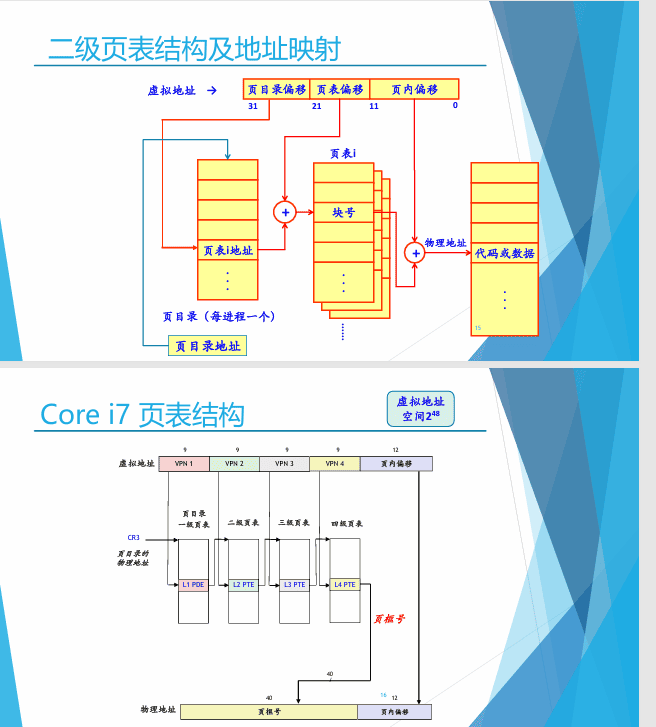 二级页表结构及地址映射
虚拟地址 →
页目录偏移 页表偏移 页内偏移
31 21 11 0
页表i
块号
+
+
物理地址
页表i地址
代码或数据
页目录（每进程一个）
页目录地址
15
Core i7 页表结构
虚拟地址
空间2⁴⁸
9 9 9 9 12
虚拟地址 VPN 1 VPN 2 VPN 3 VPN 4 页内偏移
页目录
一级页表 二级页表 三级页表 四级页表
CR3
页目录的
物理地址
L1 PDE L2 PTE L3 PTE L4 PTE
页框号
40
40 16 12
物理地址 页框号 页内偏移